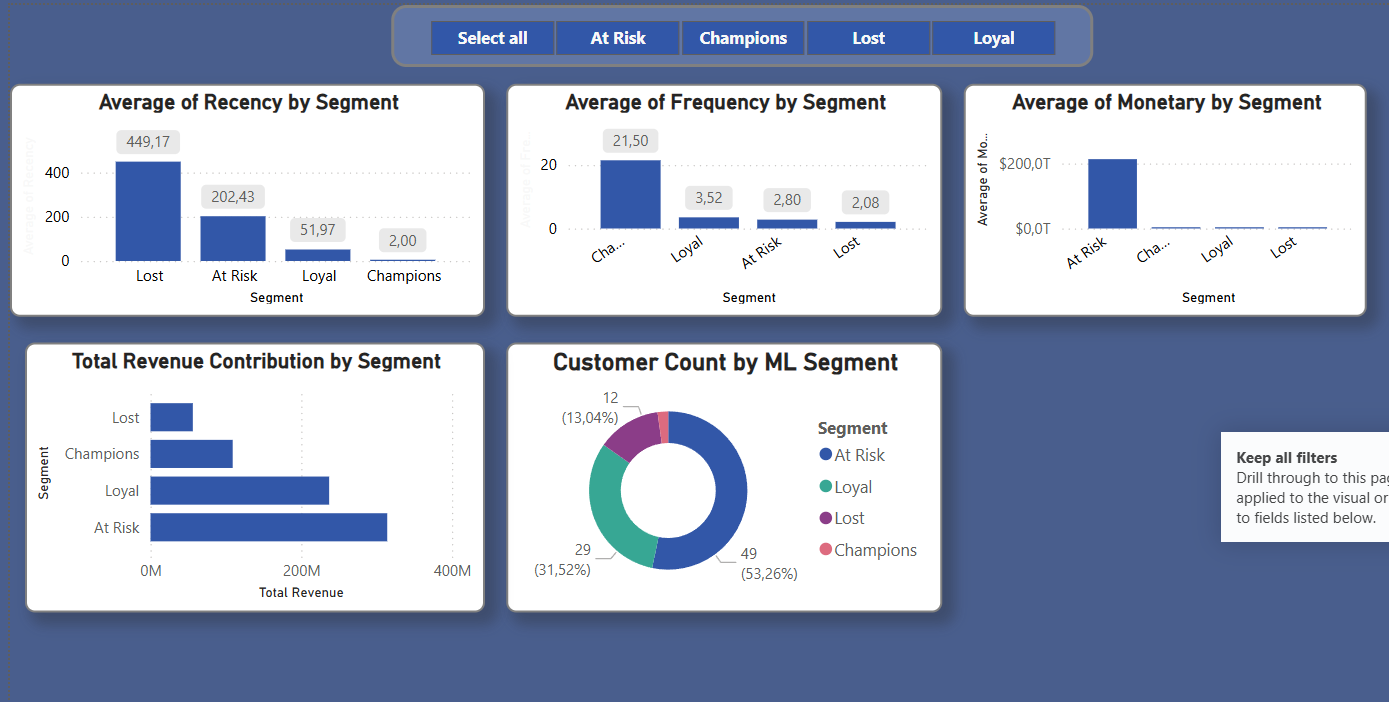 Select all
At Risk
Champions
Lost
Loyal
Average of Recency by Segment
Average of Recency
400
200
0
449,17
202,43
51,97
2,00
Lost
At Risk
Loyal
Champions
Segment
Average of Frequency by Segment
Average of Fre...
20
0
21,50
3,52
2,80
2,08
Cha...
Loyal
At Risk
Lost
Segment
Average of Monetary by Segment
Average of Mo...
$200,0T
$0,0T
At Risk
Cha...
Loyal
Lost
Segment
Total Revenue Contribution by Segment
Segment
Lost
Champions
Loyal
At Risk
0M
200M
400M
Total Revenue
Customer Count by ML Segment
12
(13,04%)
29
(31,52%)
49
(53,26%)
Segment
At Risk
Loyal
Lost
Champions
Keep all filters
Drill through to this pag
applied to the visual or
to fields listed below.